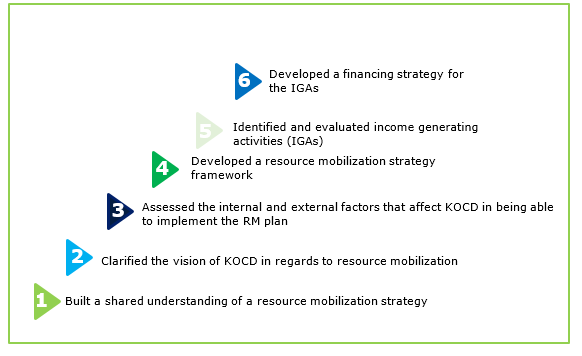 6 Developed a financing strategy for
the IGAs
5 Identified and evaluated income generating
activities (IGAs)
4 Developed a resource mobilization strategy
framework
3 Assessed the internal and external factors that affect KOCD in being able
to implement the RM plan
2 Clarified the vision of KOCD in regards to resource mobilization
1 Built a shared understanding of a resource mobilization strategy